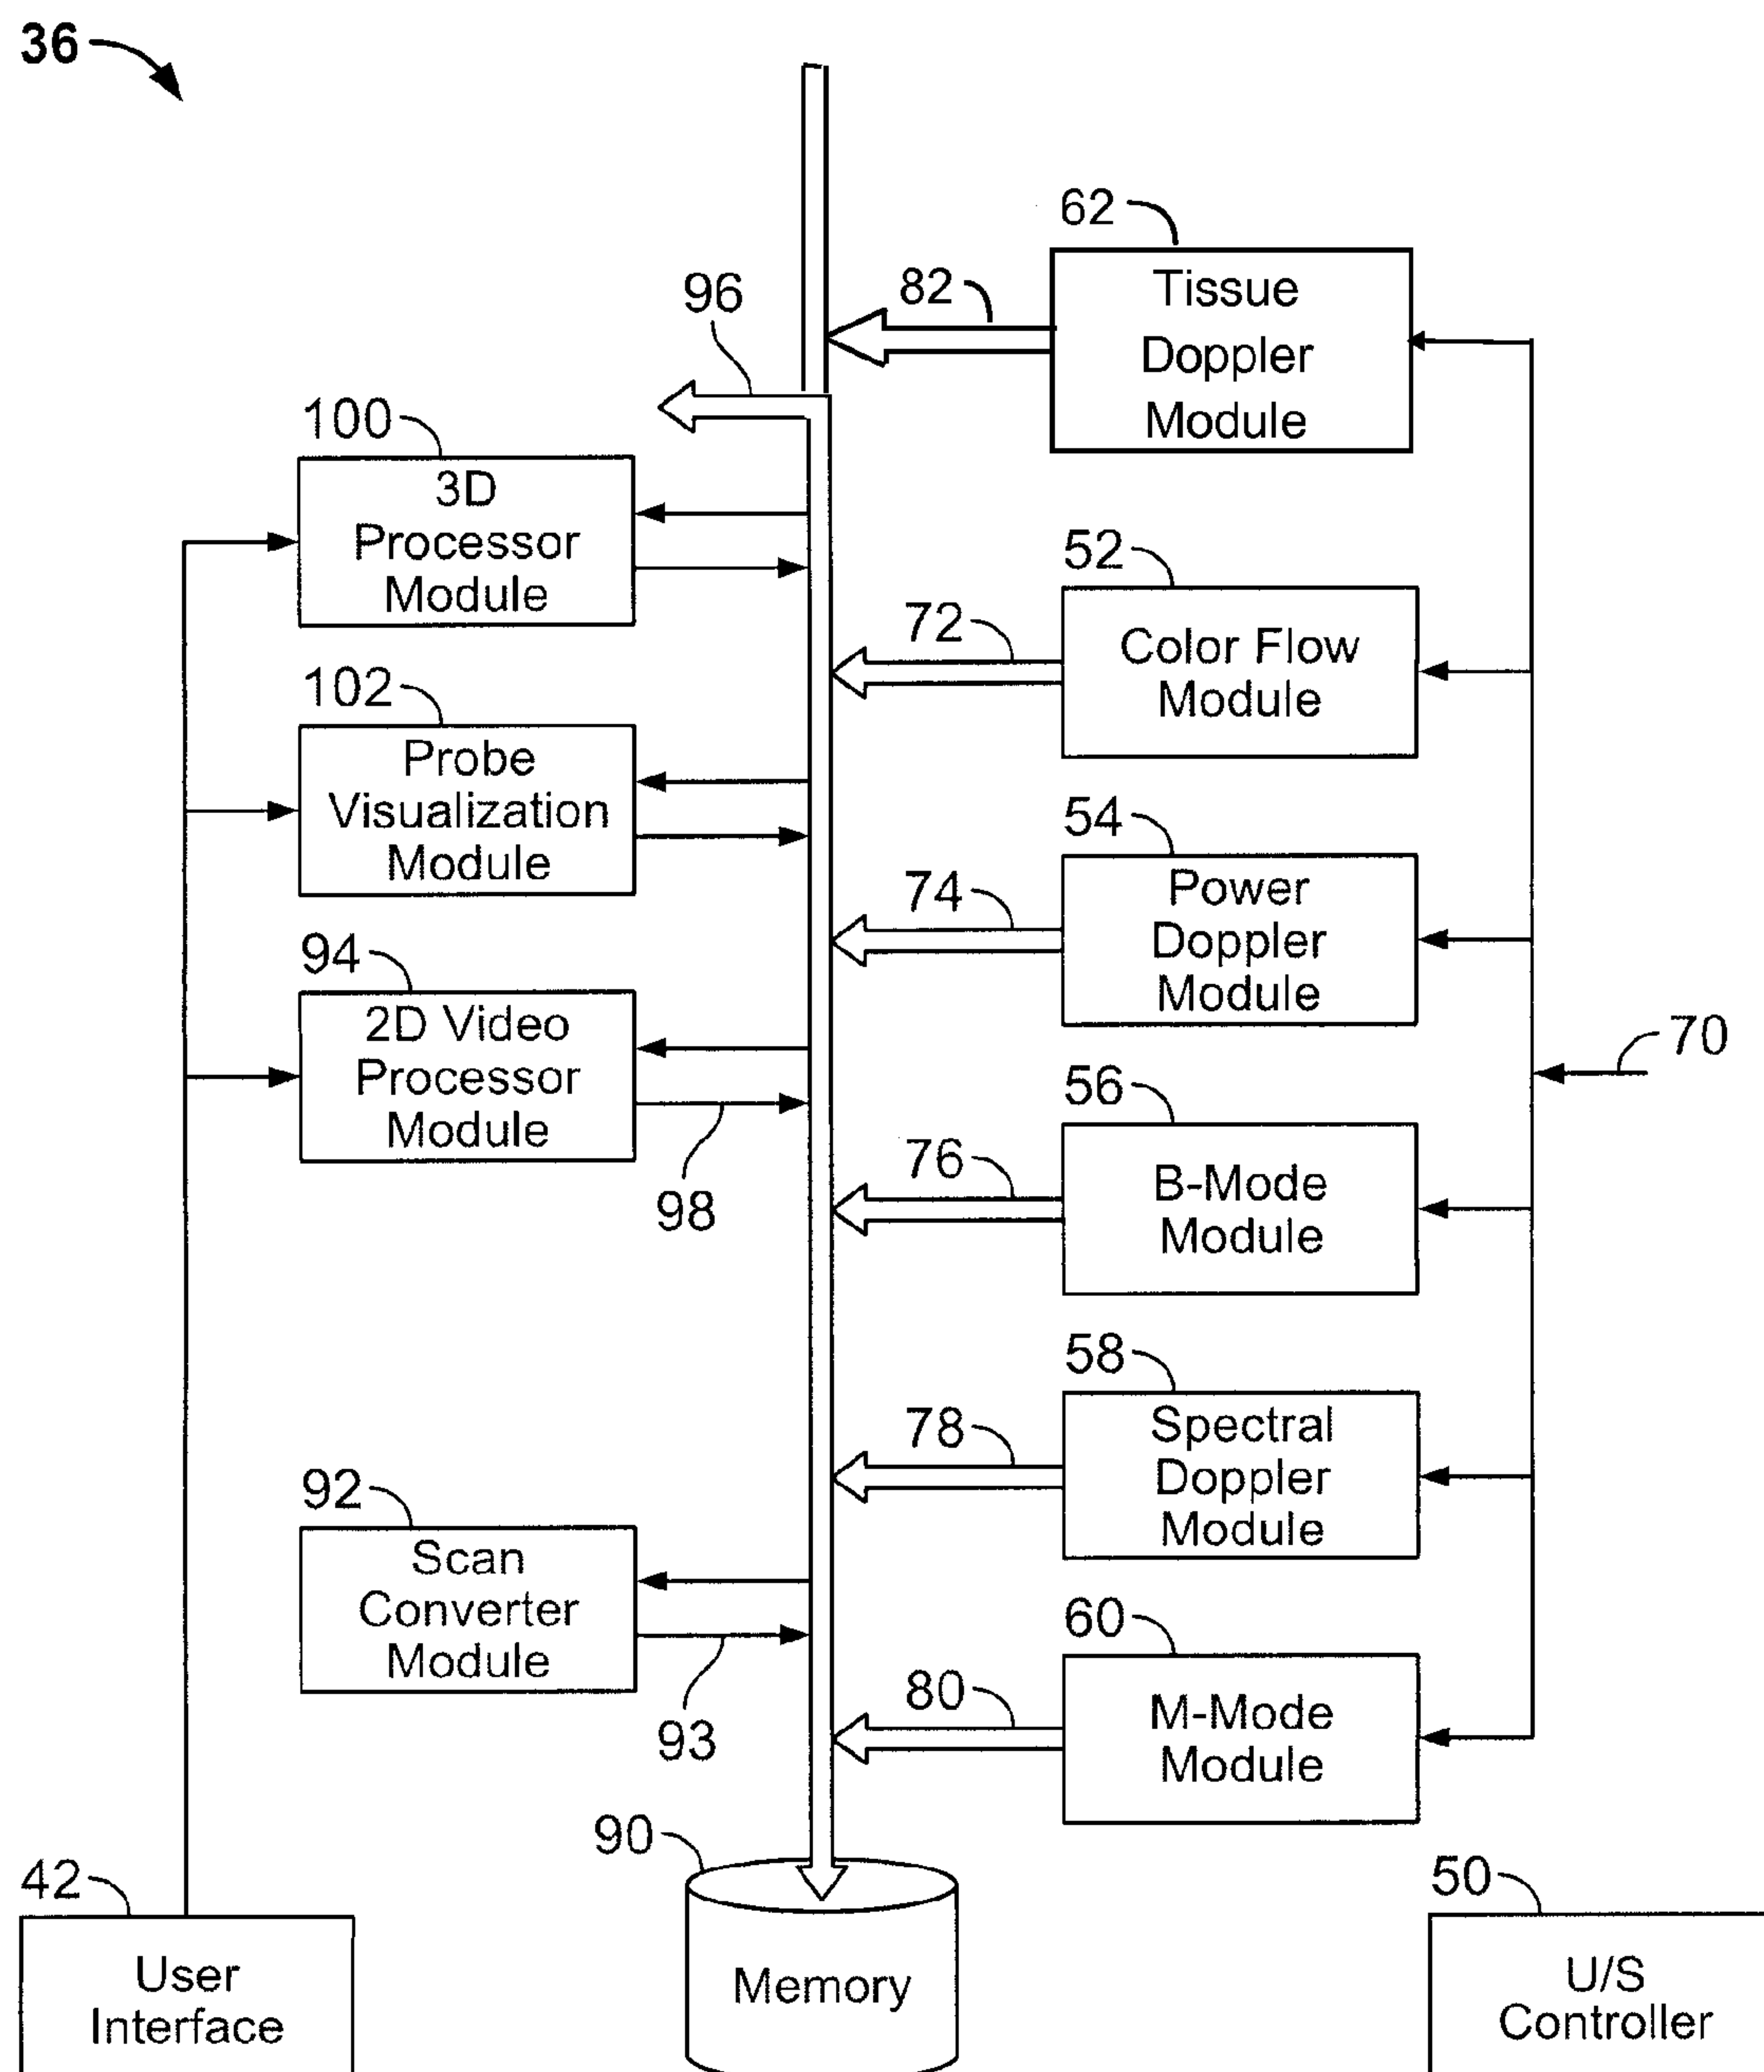 36
62
82
Tissue
Doppler
Module
96
100
3D
Processor
Module
52
72
Color Flow
Module
102
Probe
Visualization
Module
54
74
Power
Doppler
Module
94
2D Video
Processor
Module
98
70
56
76
B-Mode
Module
58
78
Spectral
Doppler
Module
92
Scan
Converter
Module
93
60
80
M-Mode
Module
90
Memory
42
User
Interface
50
U/S
Controller